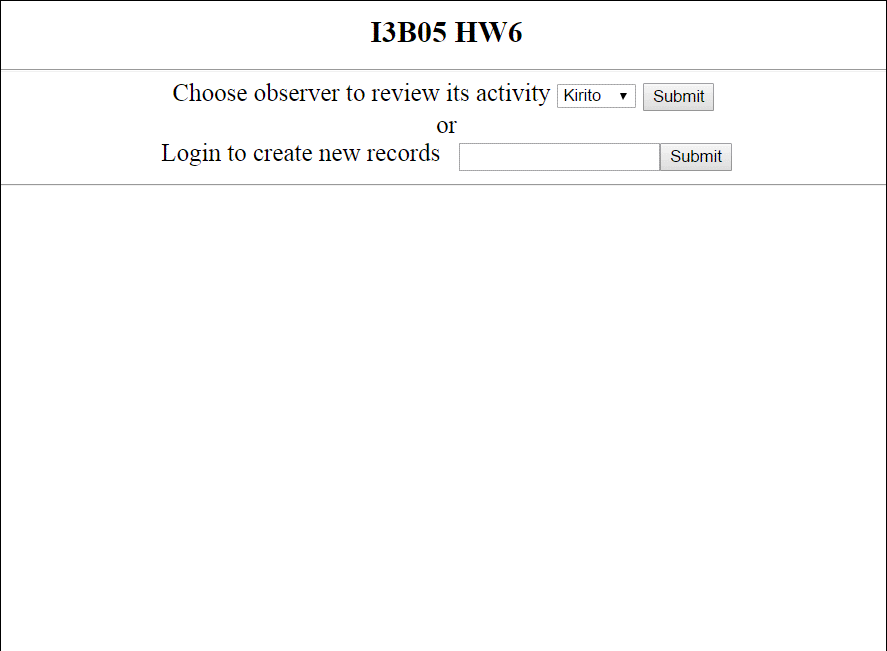 I3B05 HW6
Choose observer to review its activity Kirito Submit
or
Login to create new records Submit